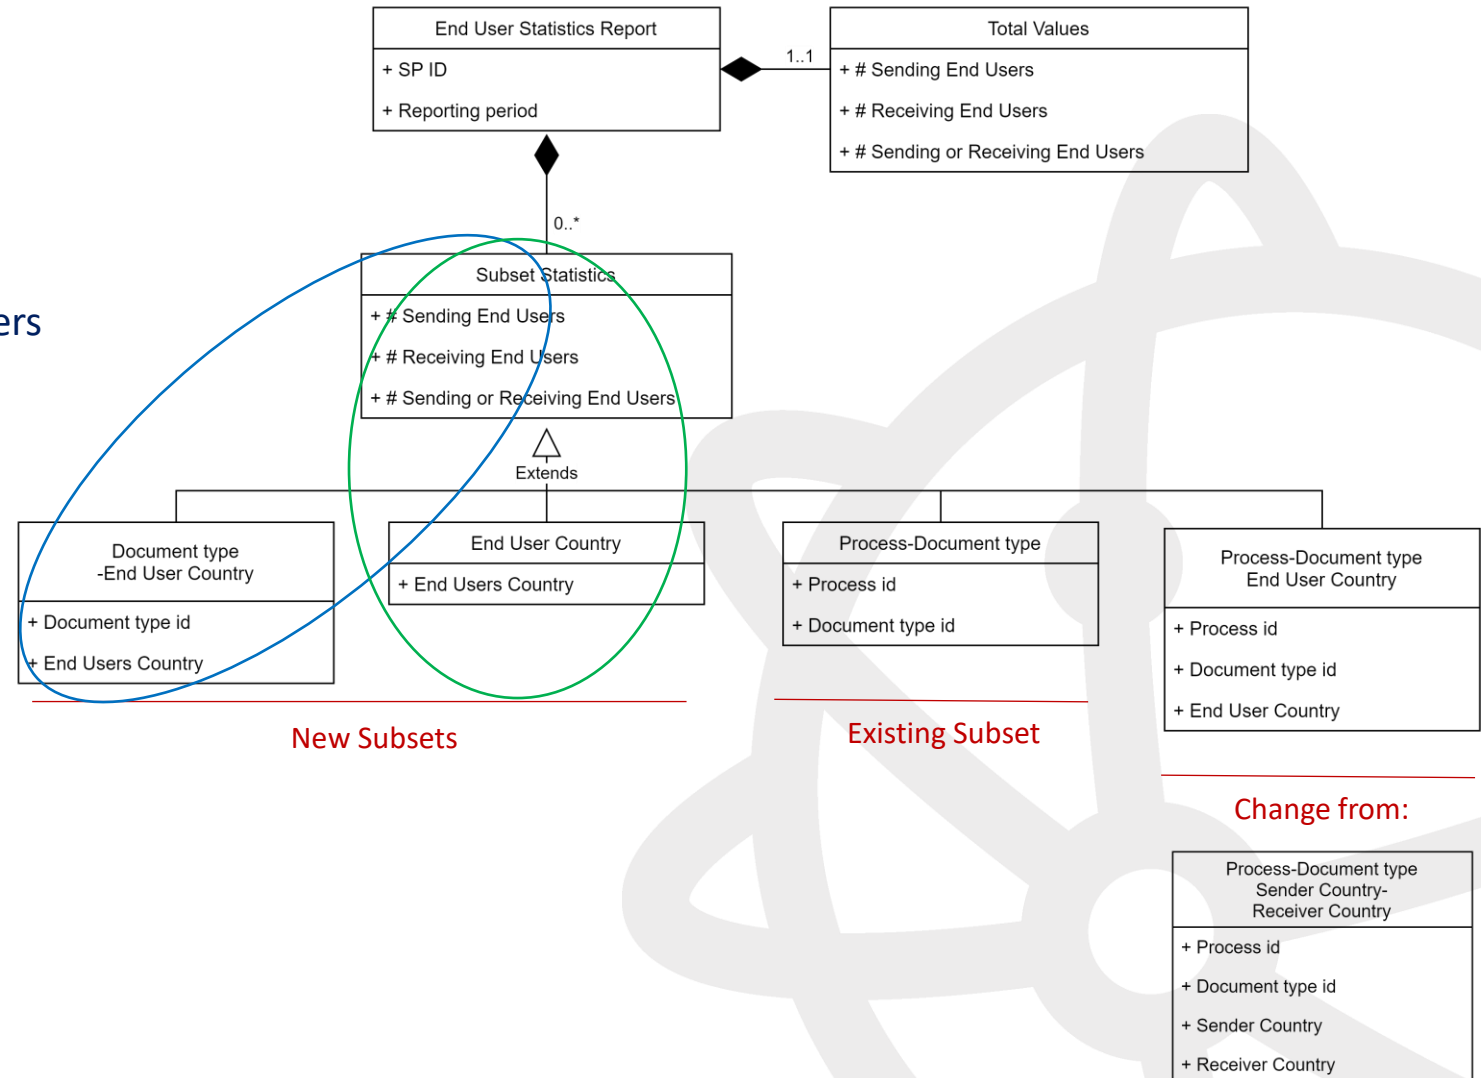 End User Statistics Report
+ SP ID
+ Reporting period
1..1
Total Values
+ # Sending End Users
+ # Receiving End Users
+ # Sending or Receiving End Users
0..*
ers
Subset Statistics
+ # Sending End Users
+ # Receiving End Users
+ # Sending or Receiving End Users
Extends
Document type
-End User Country
+ Document type id
+ End Users Country
End User Country
+ End Users Country
Process-Document type
+ Process id
+ Document type id
Process-Document type
End User Country
+ Process id
+ Document type id
+ End User Country
New Subsets
Existing Subset
Change from:
Process-Document type
Sender Country-
Receiver Country
+ Process id
+ Document type id
+ Sender Country
+ Receiver Country